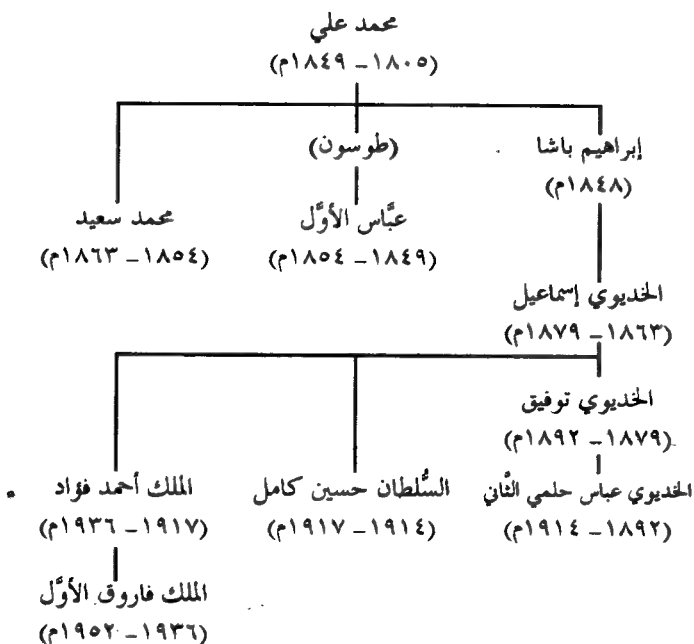 محمد علي
(١٨٠٥ – ١٨٤٩م)
إبراهيم باشا
(١٨٤٨م)
(طوسون)
عبَّاس الأوَّل
(١٨٤٩ – ١٨٥٤م)
محمد سعيد
(١٨٥٤ – ١٨٦٣م)
الخديوي إسماعيل
(١٨٦٣ – ١٨٧٩م)
الخديوي توفيق
(١٨٧٩ – ١٨٩٢م)
الخديوي عباس حلمي الثَّاني
(١٨٩٢ – ١٩١٤م)
السُّلطان حسين كامل
(١٩١٤ – ١٩١٧م)
الملك أحمد فؤاد
(١٩١٧ – ١٩٣٦م)
الملك فاروق الأوَّل
(١٩٣٦ – ١٩٥٢م)